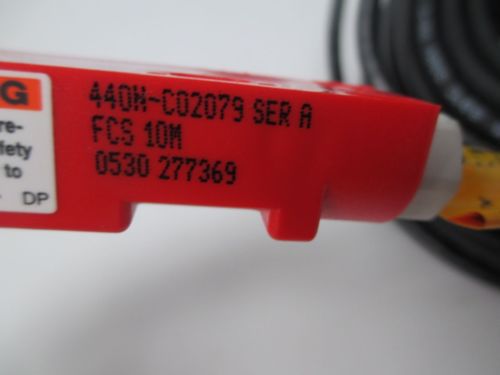 G
re-
fety
to
DP
440N-C02079 SER A
FCS 10M
0530 277369